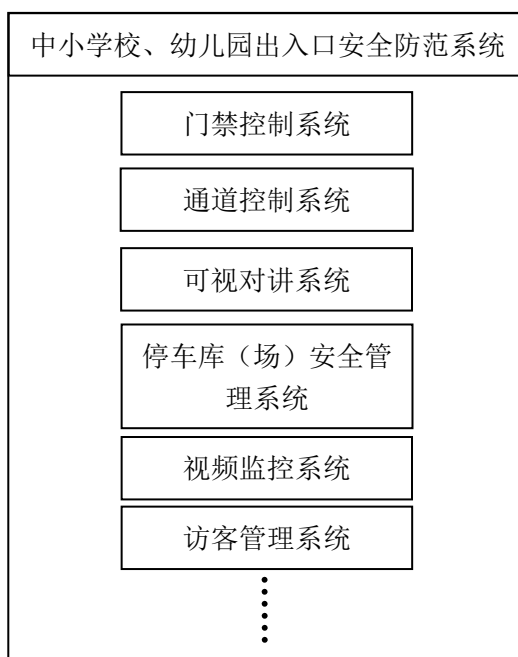 中小学校、幼儿园出入口安全防范系统
门禁控制系统
通道控制系统
可视对讲系统
停车库（场）安全管
理系统
视频监控系统
访客管理系统